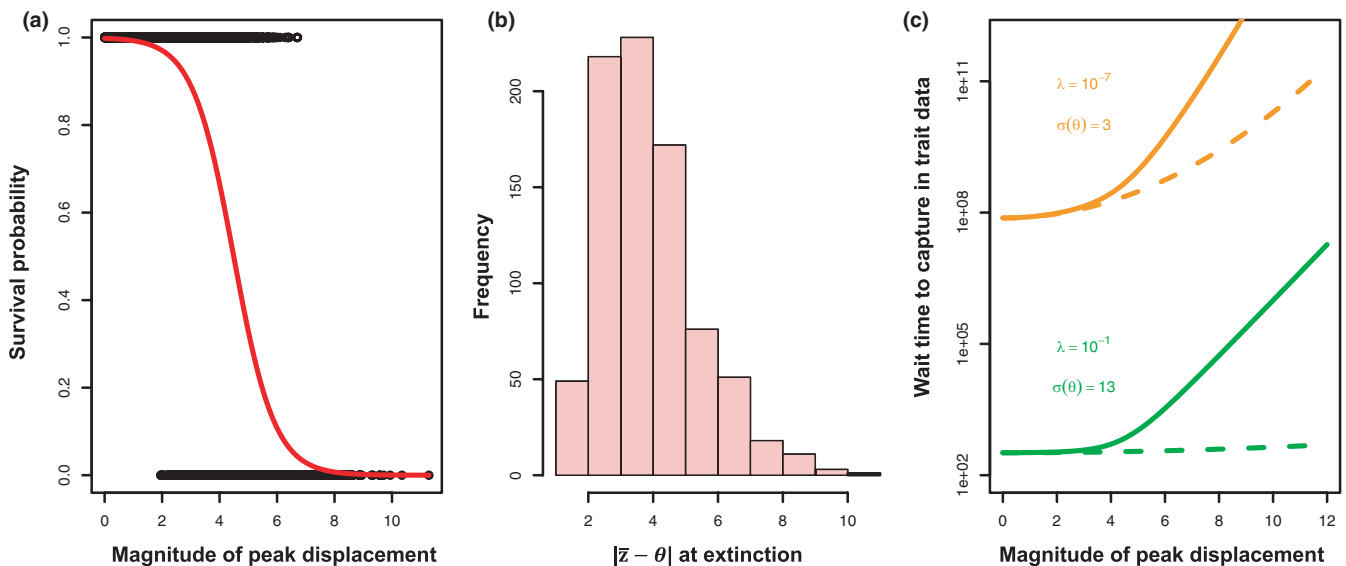 (a)
Survival probability
1.0
0.8
0.6
0.4
0.2
0.0
0 2 4 6 8 10
Magnitude of peak displacement
(b)
Frequency
200
150
100
50
0
2 4 6 8 10
|z̄ − θ| at extinction
(c)
Wait time to capture in trait data
1e+11
1e+08
1e+05
1e+02
λ = 10⁻⁷
σ(θ) = 3
λ = 10⁻¹
σ(θ) = 13
0 2 4 6 8 10 12
Magnitude of peak displacement